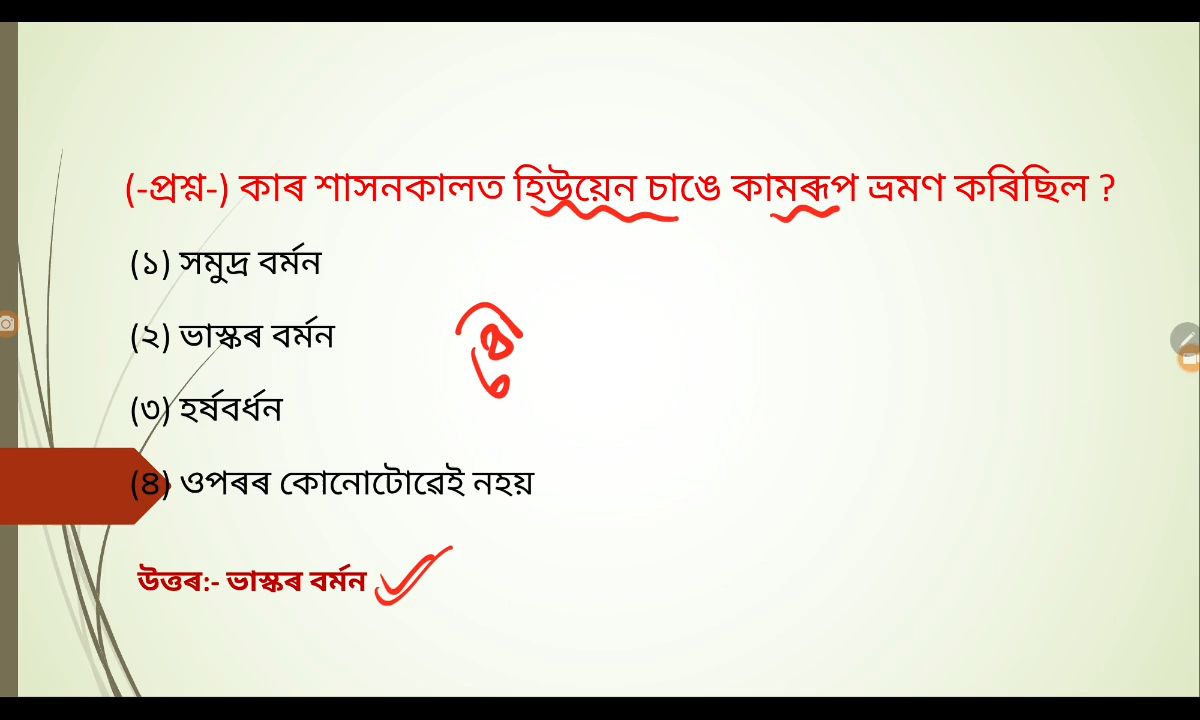 (-প্ৰশ্ন-) কাৰ শাসনকালত হিউয়েন চাঙে কামৰূপ ভ্ৰমণ কৰিছিল ?
(১) সমুদ্ৰ বৰ্মন
(২) ভাস্কৰ বৰ্মন
(৩) হৰ্ষবৰ্ধন
(৪) ওপৰৰ কোনোটোৱেই নহয়
উত্তৰ:- ভাস্কৰ বৰ্মন